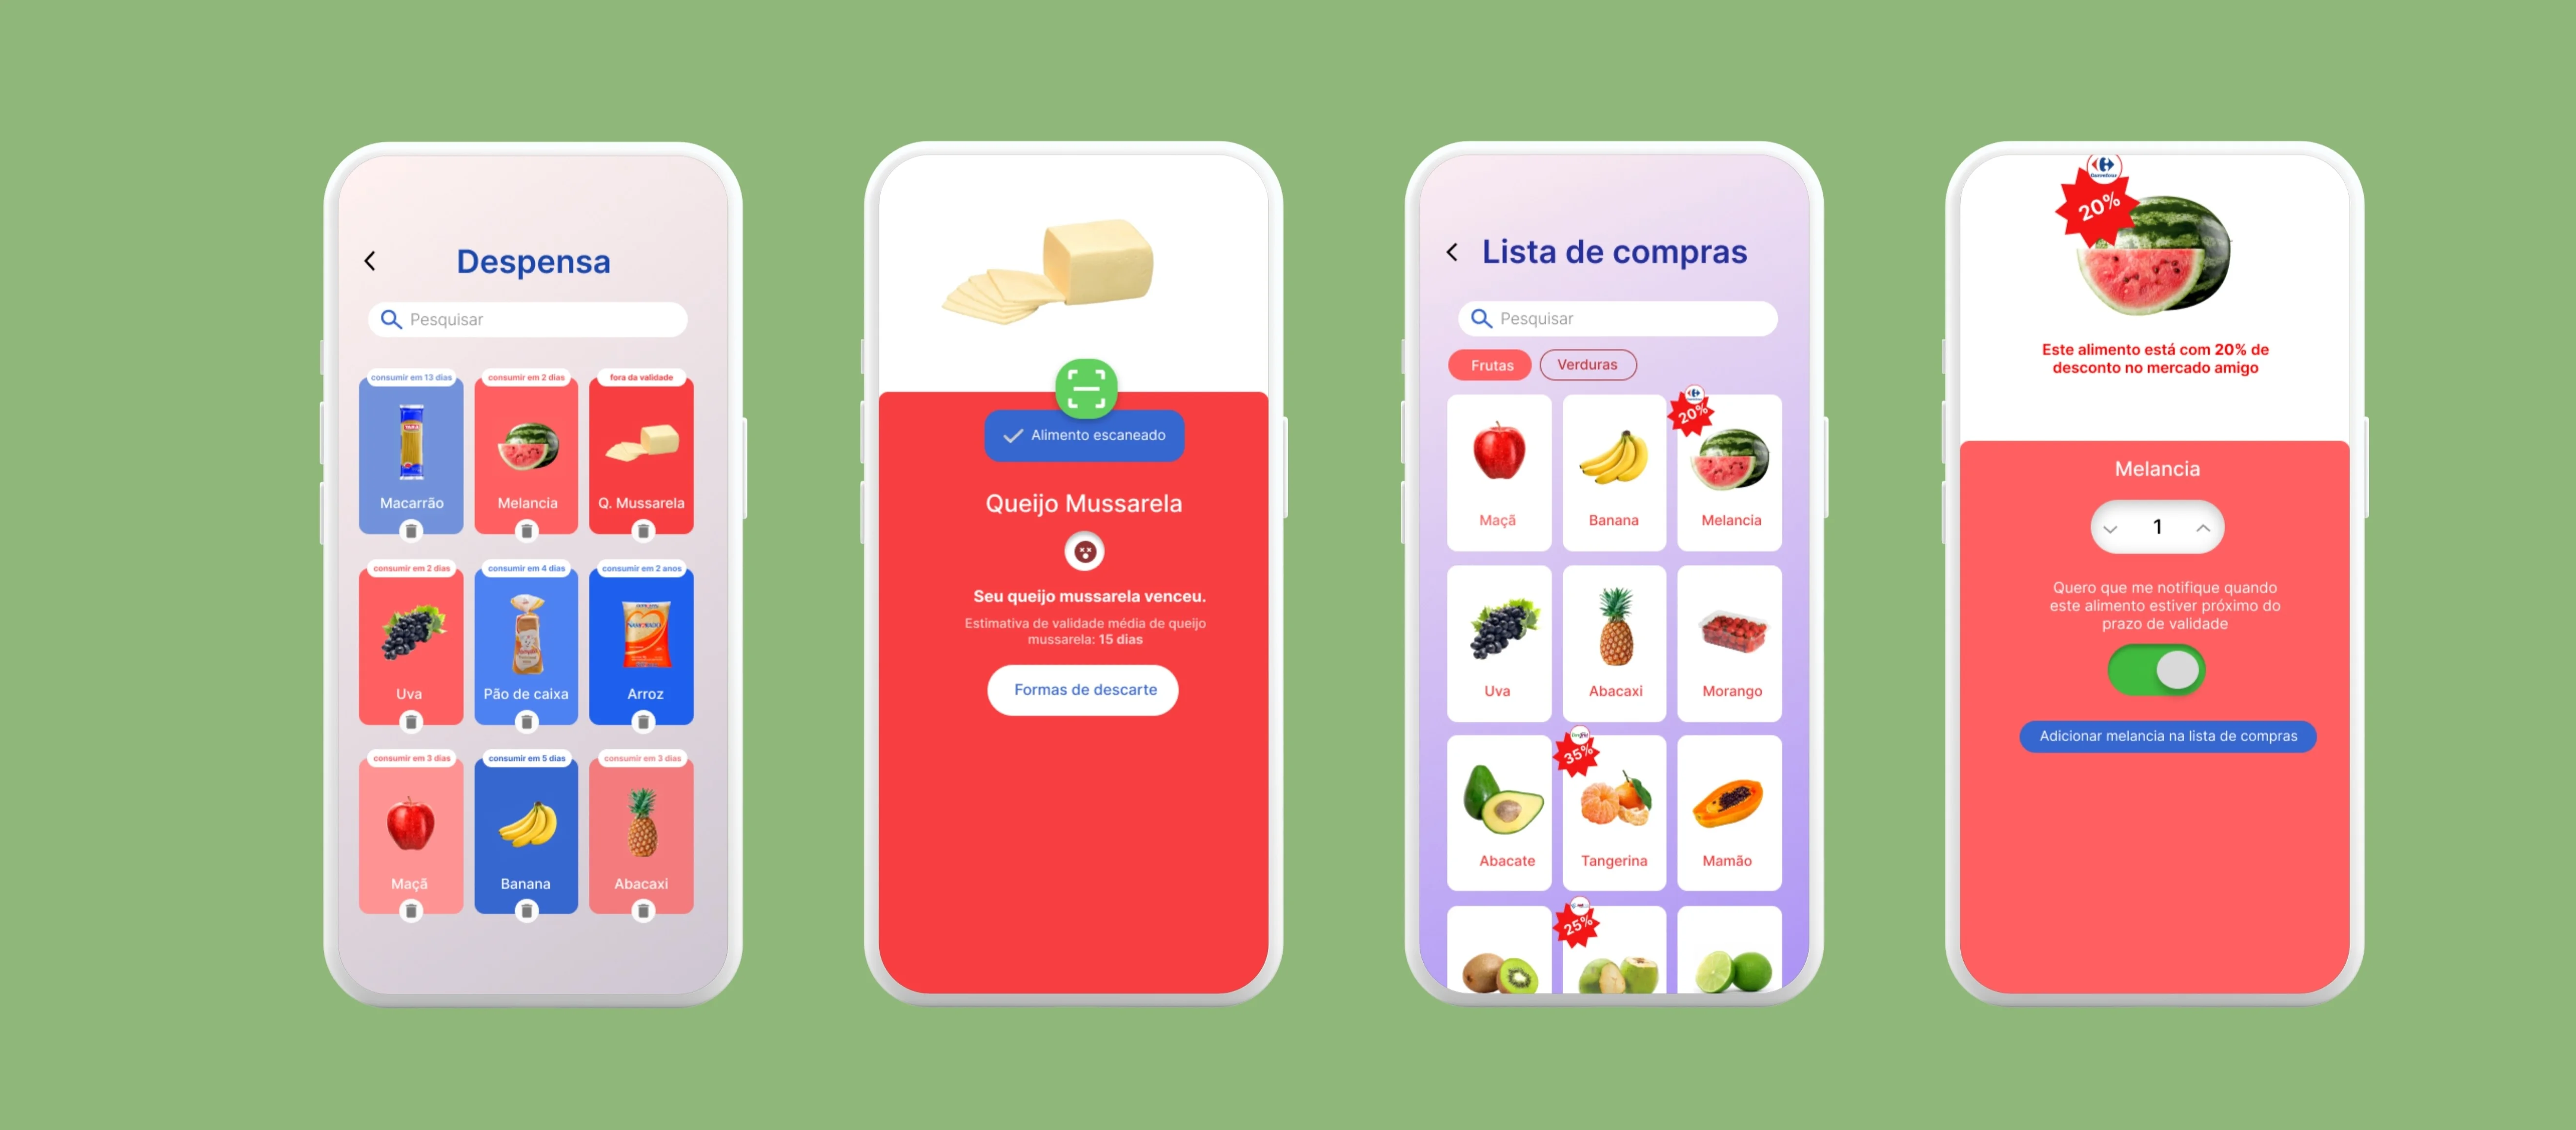 Despensa
Pesquisar
consumir em 13 dias
consumir em 2 dias
fora da validade
Macarrão
Melancia
Q. Mussarela
consumir em 2 dias
consumir em 4 dias
consumir em 2 anos
Uva
Pão de caixa
Arroz
consumir em 3 dias
consumir em 5 dias
consumir em 3 dias
Maçã
Banana
Abacaxi
Alimento escaneado
Queijo Mussarela
Seu queijo mussarela venceu.
Estimativa de validade média de queijo
mussarela: 15 dias
Formas de descarte
Lista de compras
Pesquisar
Frutas
Verduras
20%
Maçã
Banana
Melancia
Uva
Abacaxi
Morango
35%
Abacate
Tangerina
Mamão
25%
Carrefour
20%
Este alimento está com 20% de
desconto no mercado amigo
Melancia
1
Quero que me notifique quando
este alimento estiver próximo do
prazo de validade
Adicionar melancia na lista de compras